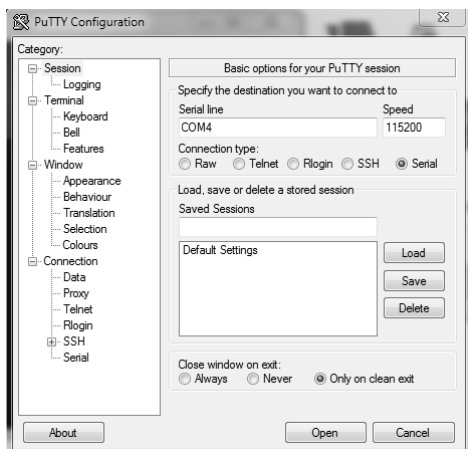 PuTTY Configuration
Category:
Session
Logging
Terminal
Keyboard
Bell
Features
Window
Appearance
Behaviour
Translation
Selection
Colours
Connection
Data
Proxy
Telnet
Rlogin
SSH
Serial
Basic options for your PuTTY session
Specify the destination you want to connect to
Serial line Speed
COM4 115200
Connection type:
Raw Telnet Rlogin SSH Serial
Load, save or delete a stored session
Saved Sessions
Default Settings
Load
Save
Delete
Close window on exit:
Always Never Only on clean exit
About Open Cancel